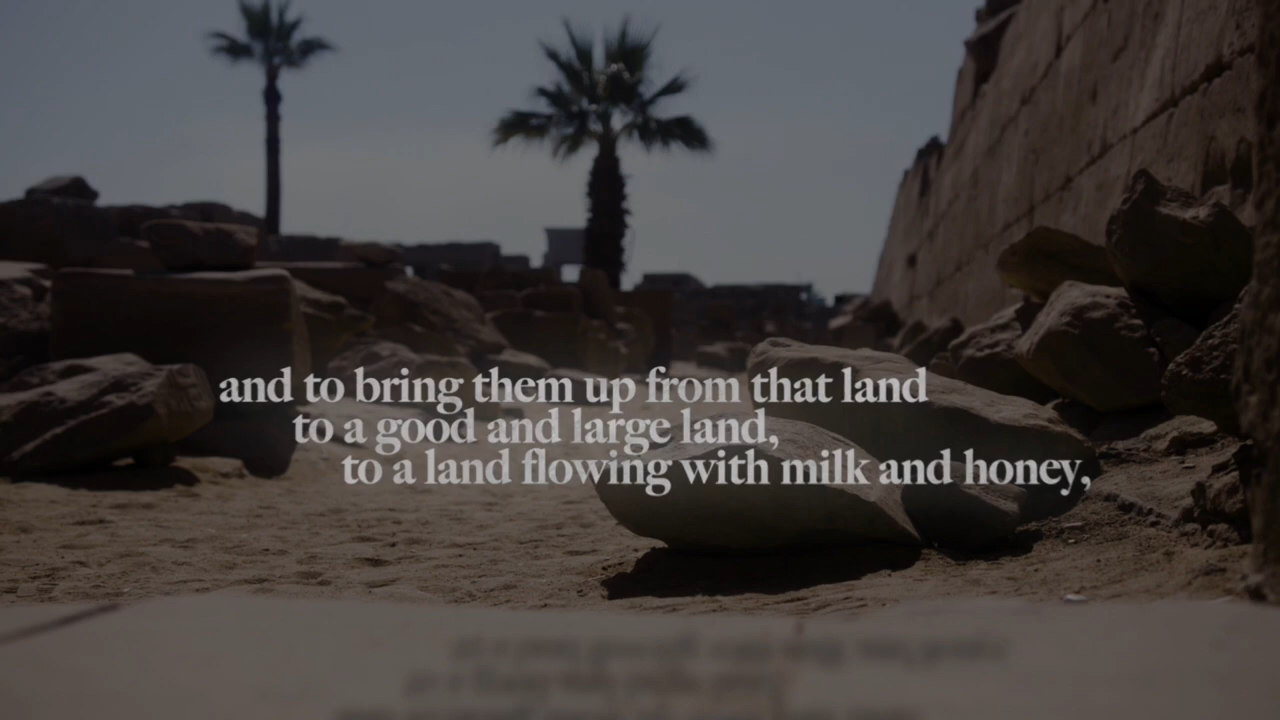 and to bring them up from that land
to a good and large land,
to a land flowing with milk and honey,